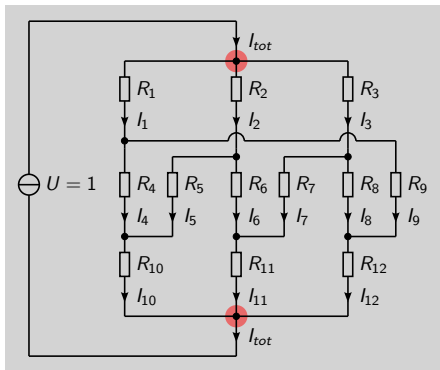 I_tot
R_1 R_2 R_3
I_1 I_2 I_3
U = 1 R_4 R_5 R_6 R_7 R_8 R_9
I_4 I_5 I_6 I_7 I_8 I_9
R_10 R_11 R_12
I_10 I_11 I_12
I_tot